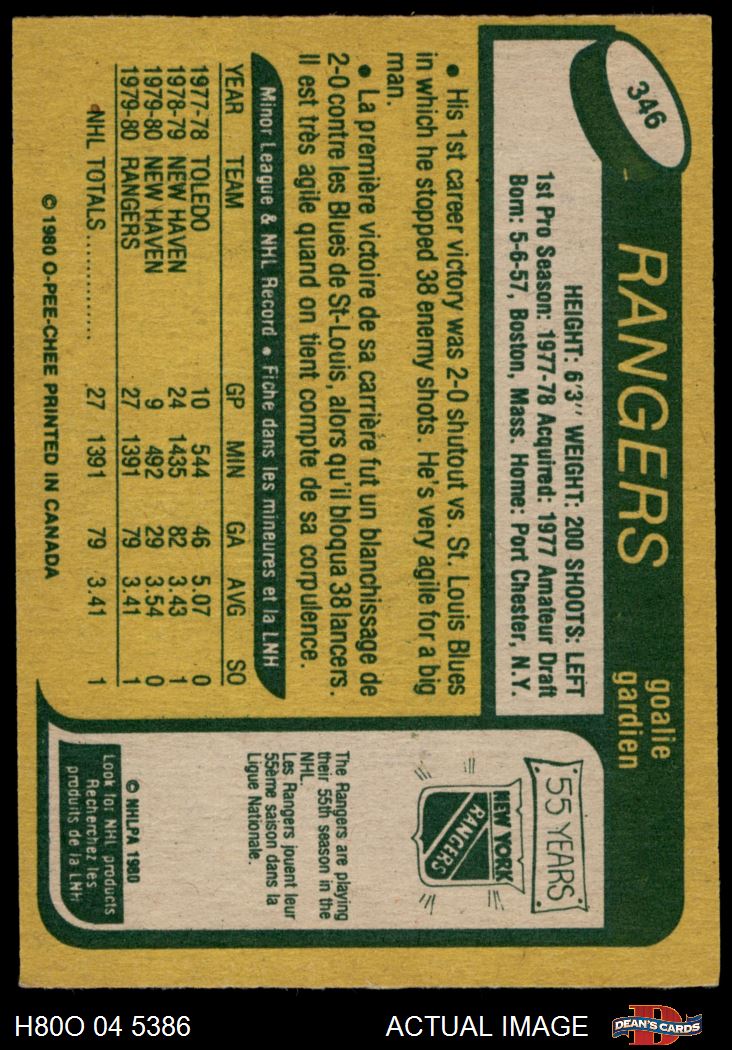 346
RANGERS
goalie
gardien
HEIGHT: 6'3'' WEIGHT: 200 SHOOTS: LEFT
1st Pro Season: 1977-78 Acquired: 1977 Amateur Draft
Born: 5-6-57, Boston, Mass. Home: Port Chester, N.Y.
• His 1st career victory was 2-0 shutout vs. St. Louis Blues
in which he stopped 38 enemy shots. He's very agile for a big
man.
• La première victoire de sa carrière fut un blanchissage de
2-0 contre les Blues de St-Louis, alors qu'il bloqua 38 lancers.
Il est très agile quand on tient compte de sa corpulence.
Minor League & NHL Record • Fiche dans les mineures et la LNH
YEAR TEAM GP MIN GA AVG SO
1977-78 TOLEDO 10 544 46 5.07 0
1978-79 NEW HAVEN 24 1435 82 3.43 1
1979-80 NEW HAVEN 9 492 29 3.54 0
1979-80 RANGERS 27 1391 79 3.41 1
NHL TOTALS .............. 27 1391 79 3.41 1
© 1980 O-PEE-CHEE PRINTED IN CANADA
55 YEARS
NEW YORK
RANGERS
The Rangers are playing
their 55th season in the
NHL.
Les Rangers jouent leur
55ème saison dans la
Ligue Nationale.
© NHLPA 1980
Look for NHL products
Recherchez les
produits de la LNH
H80O 04 5386
ACTUAL IMAGE
D
DEAN'S CARDS